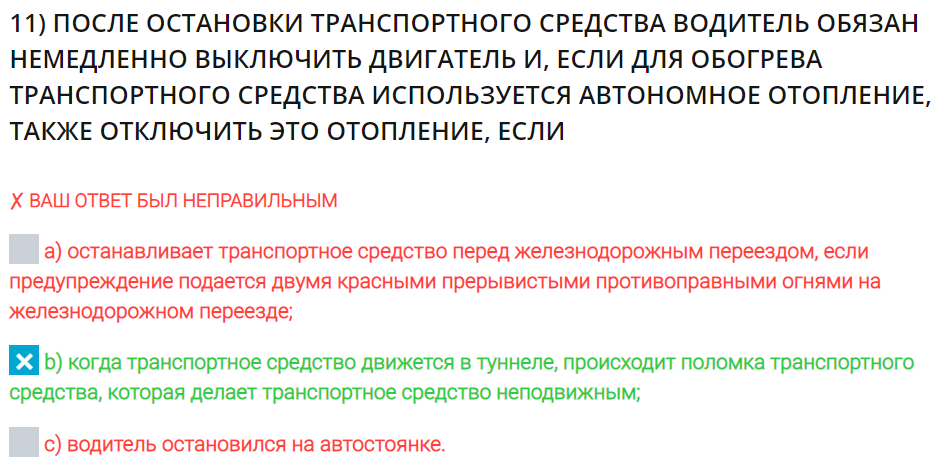 11) ПОСЛЕ ОСТАНОВКИ ТРАНСПОРТНОГО СРЕДСТВА ВОДИТЕЛЬ ОБЯЗАН
НЕМЕДЛЕННО ВЫКЛЮЧИТЬ ДВИГАТЕЛЬ И, ЕСЛИ ДЛЯ ОБОГРЕВА
ТРАНСПОРТНОГО СРЕДСТВА ИСПОЛЬЗУЕТСЯ АВТОНОМНОЕ ОТОПЛЕНИЕ,
ТАКЖЕ ОТКЛЮЧИТЬ ЭТО ОТОПЛЕНИЕ, ЕСЛИ
✗ ВАШ ОТВЕТ БЫЛ НЕПРАВИЛЬНЫМ
a) останавливает транспортное средство перед железнодорожным переездом, если
предупреждение подается двумя красными прерывистыми противоправными огнями на
железнодорожном переезде;
b) когда транспортное средство движется в туннеле, происходит поломка транспортного
средства, которая делает транспортное средство неподвижным;
c) водитель остановился на автостоянке.